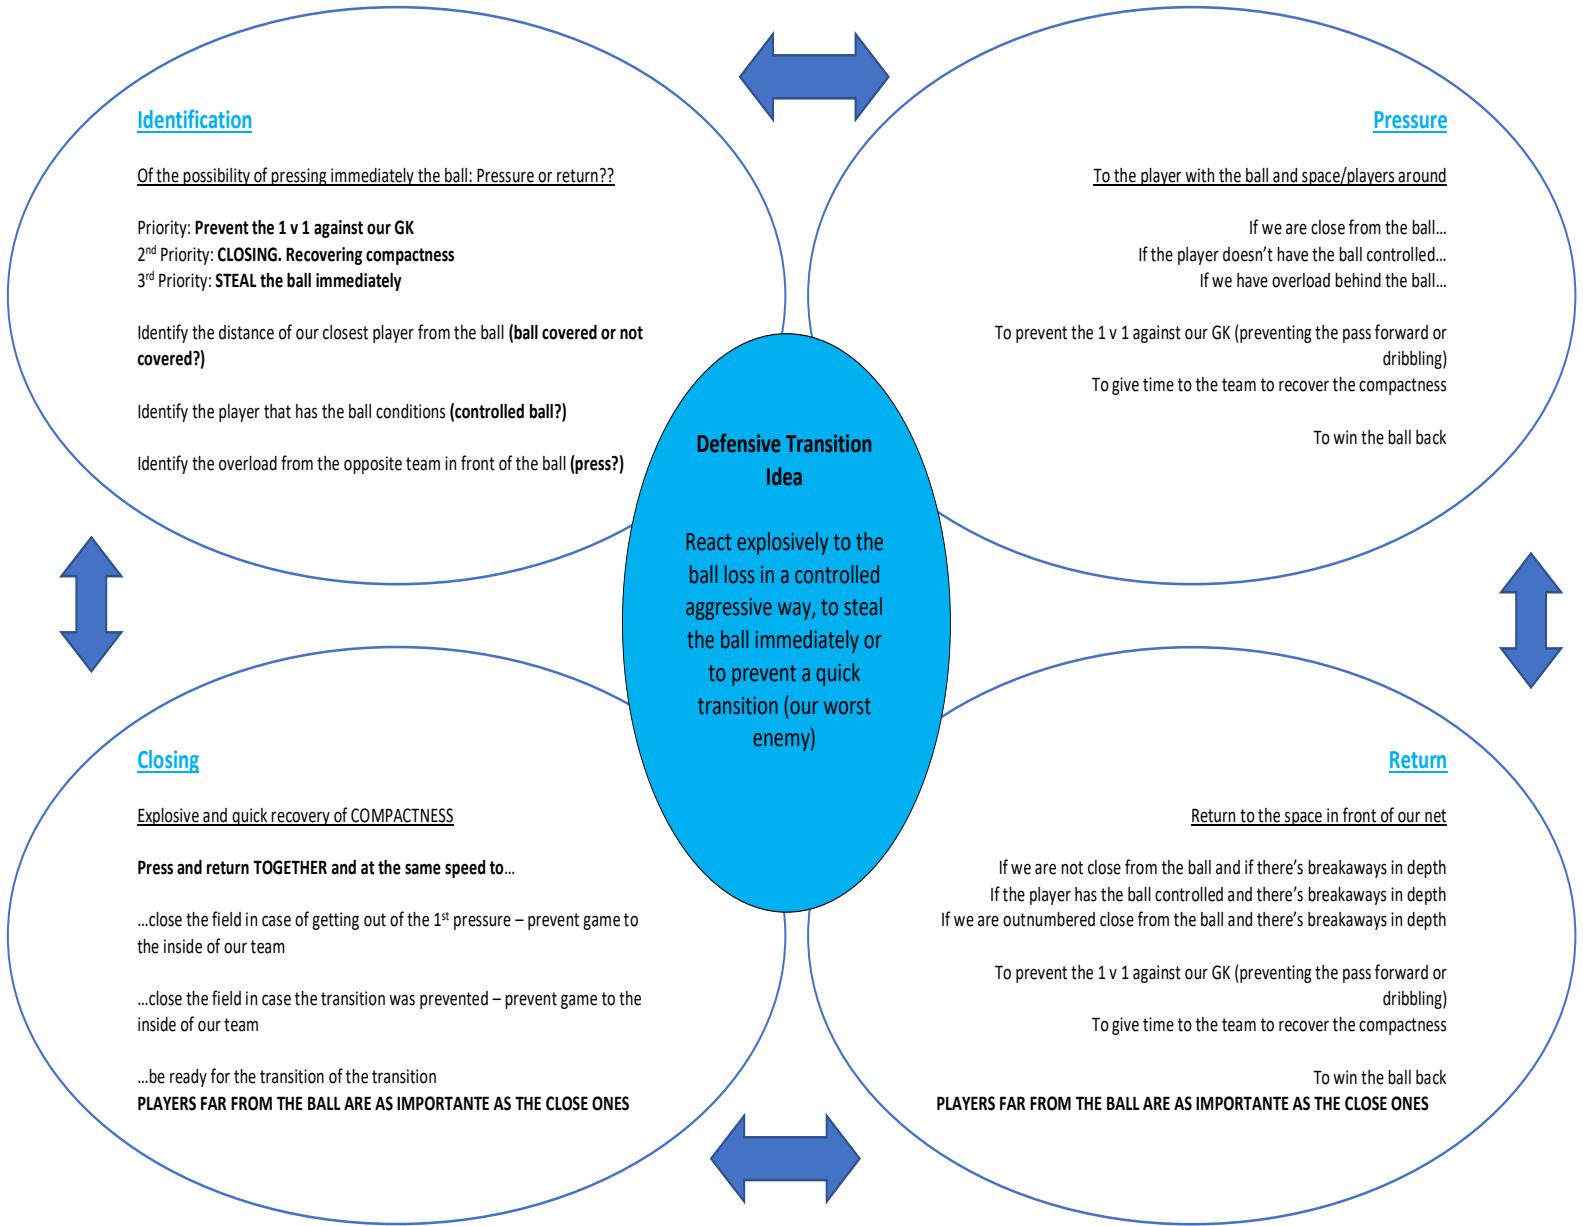 Identification
Of the possibility of pressing immediately the ball: Pressure or return??
Priority: Prevent the 1 v 1 against our GK
2nd Priority: CLOSING. Recovering compactness
3rd Priority: STEAL the ball immediately
Identify the distance of our closest player from the ball (ball covered or not
covered?)
Identify the player that has the ball conditions (controlled ball?)
Identify the overload from the opposite team in front of the ball (press?)
Pressure
To the player with the ball and space/players around
If we are close from the ball…
If the player doesn’t have the ball controlled…
If we have overload behind the ball…
To prevent the 1 v 1 against our GK (preventing the pass forward or
dribbling)
To give time to the team to recover the compactness
To win the ball back
Defensive Transition
Idea
React explosively to the
ball loss in a controlled
aggressive way, to steal
the ball immediately or
to prevent a quick
transition (our worst
enemy)
Closing
Explosive and quick recovery of COMPACTNESS
Press and return TOGETHER and at the same speed to…
…close the field in case of getting out of the 1st pressure – prevent game to
the inside of our team
…close the field in case the transition was prevented – prevent game to the
inside of our team
…be ready for the transition of the transition
PLAYERS FAR FROM THE BALL ARE AS IMPORTANTE AS THE CLOSE ONES
Return
Return to the space in front of our net
If we are not close from the ball and if there’s breakaways in depth
If the player has the ball controlled and there’s breakaways in depth
If we are outnumbered close from the ball and there’s breakaways in depth
To prevent the 1 v 1 against our GK (preventing the pass forward or
dribbling)
To give time to the team to recover the compactness
To win the ball back
PLAYERS FAR FROM THE BALL ARE AS IMPORTANTE AS THE CLOSE ONES